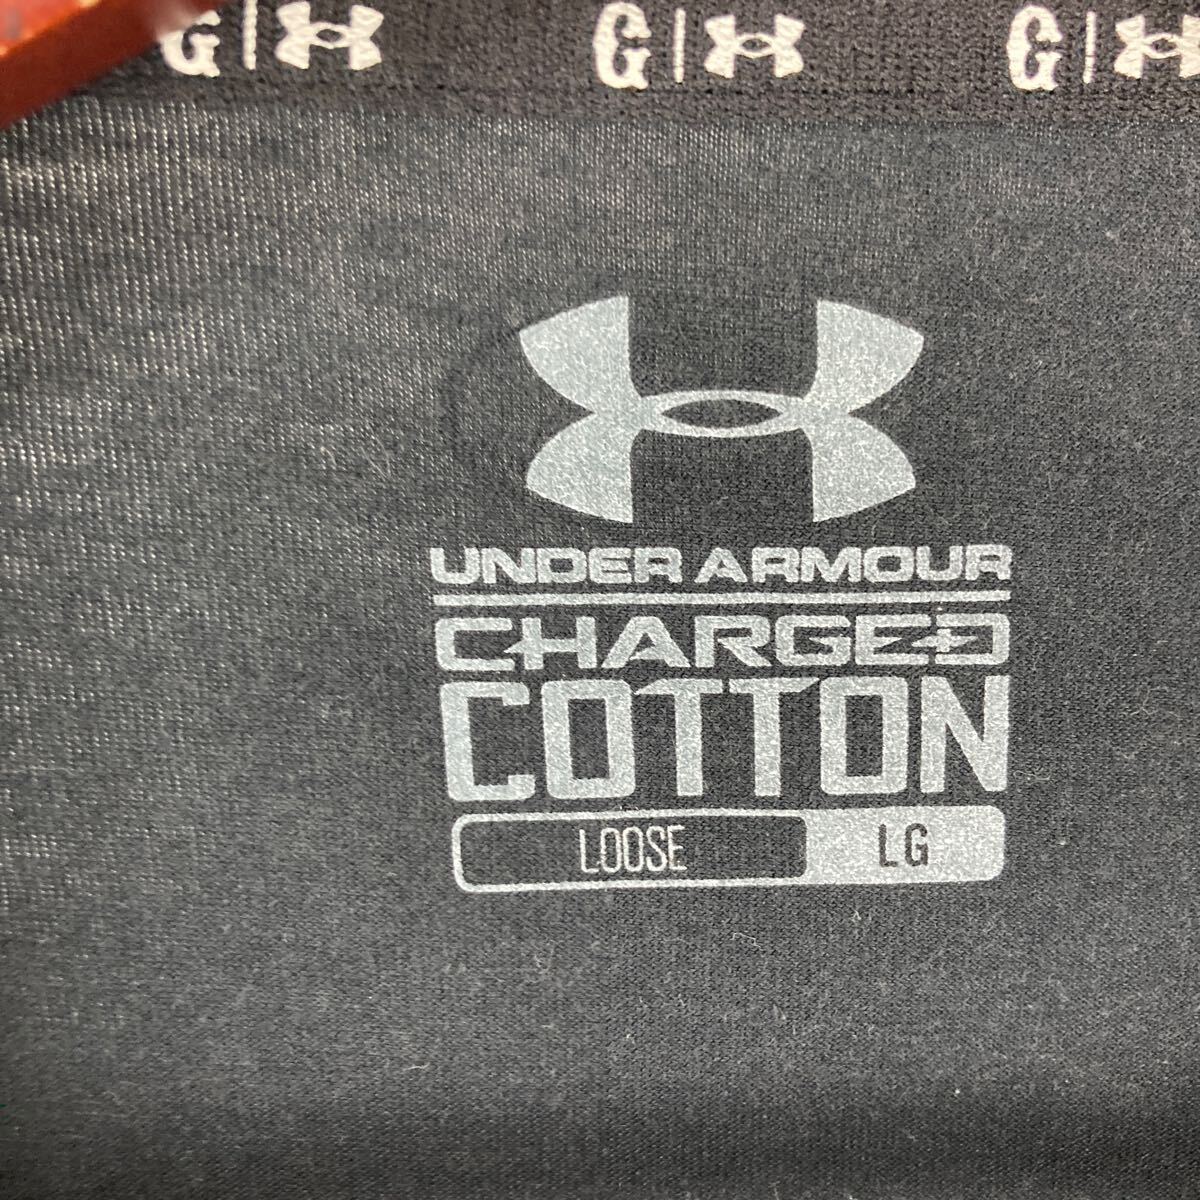 G| G| G|
UNDER ARMOUR
CHARGED
COTTON
LOOSE LG